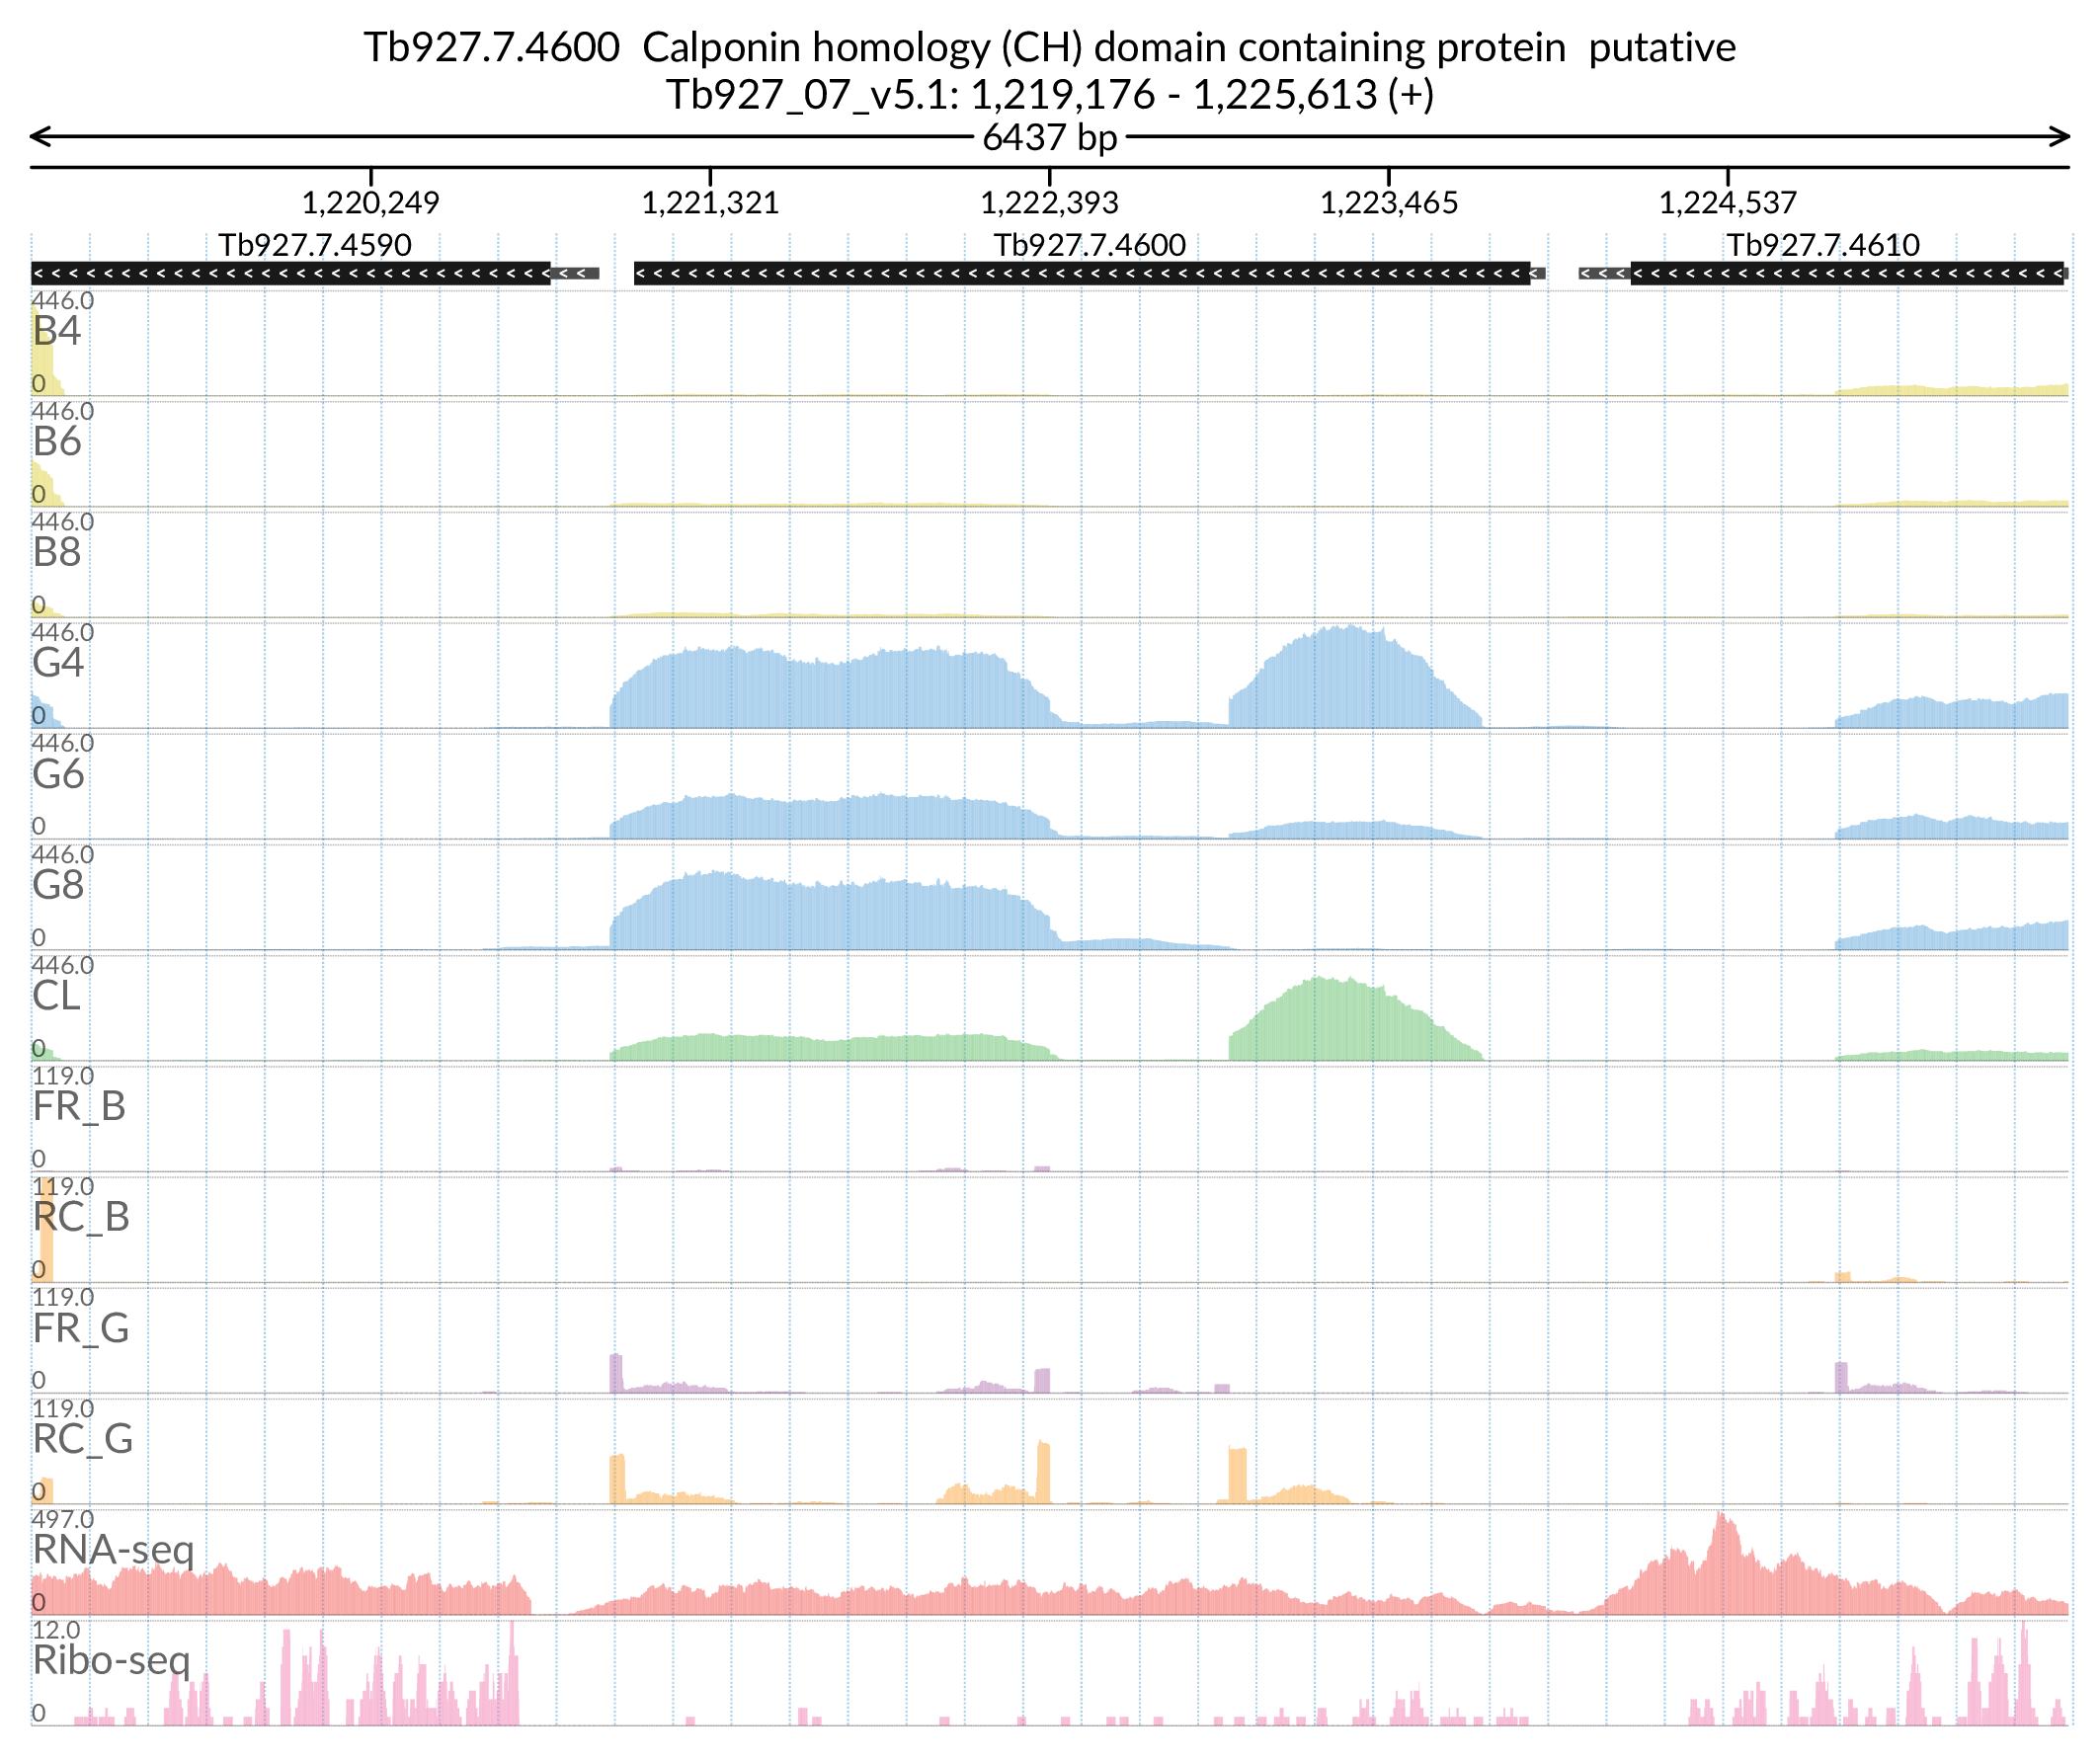 Tb927.7.4600  Calponin homology (CH) domain containing protein  putative
Tb927_07_v5.1: 1,219,176 - 1,225,613 (+)
6437 bp
1,220,249 1,221,321 1,222,393 1,223,465 1,224,537
Tb927.7.4590 Tb927.7.4600 Tb927.7.4610
446.0
B4
0
446.0
B6
0
446.0
B8
0
446.0
G4
0
446.0
G6
0
446.0
G8
0
446.0
CL
0
119.0
FR_B
0
119.0
RC_B
0
119.0
FR_G
0
119.0
RC_G
0
497.0
RNA-seq
0
12.0
Ribo-seq
0